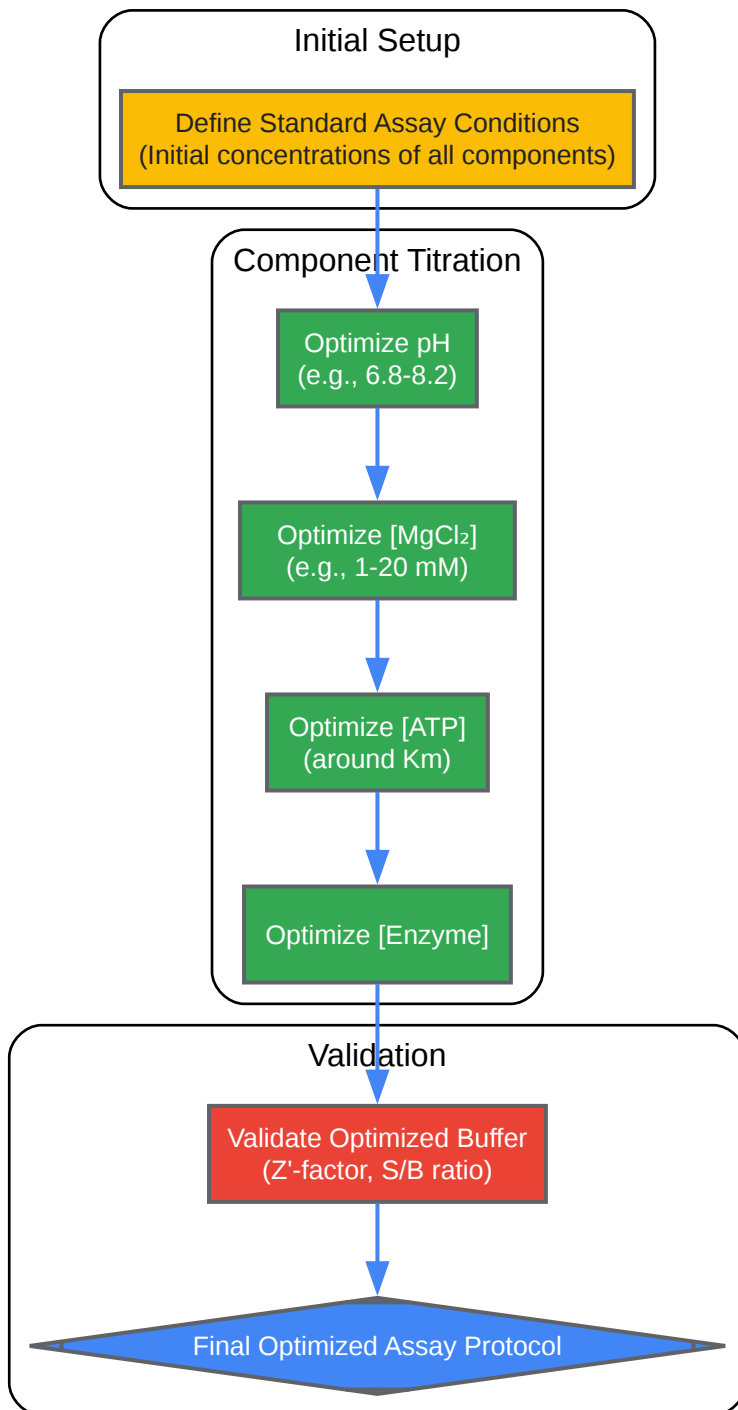 Initial Setup
Define Standard Assay Conditions
(Initial concentrations of all components)
Component Titration
Optimize pH
(e.g., 6.8-8.2)
Optimize [MgCl₂]
(e.g., 1-20 mM)
Optimize [ATP]
(around Km)
Optimize [Enzyme]
Validation
Validate Optimized Buffer
(Z'-factor, S/B ratio)
Final Optimized Assay Protocol